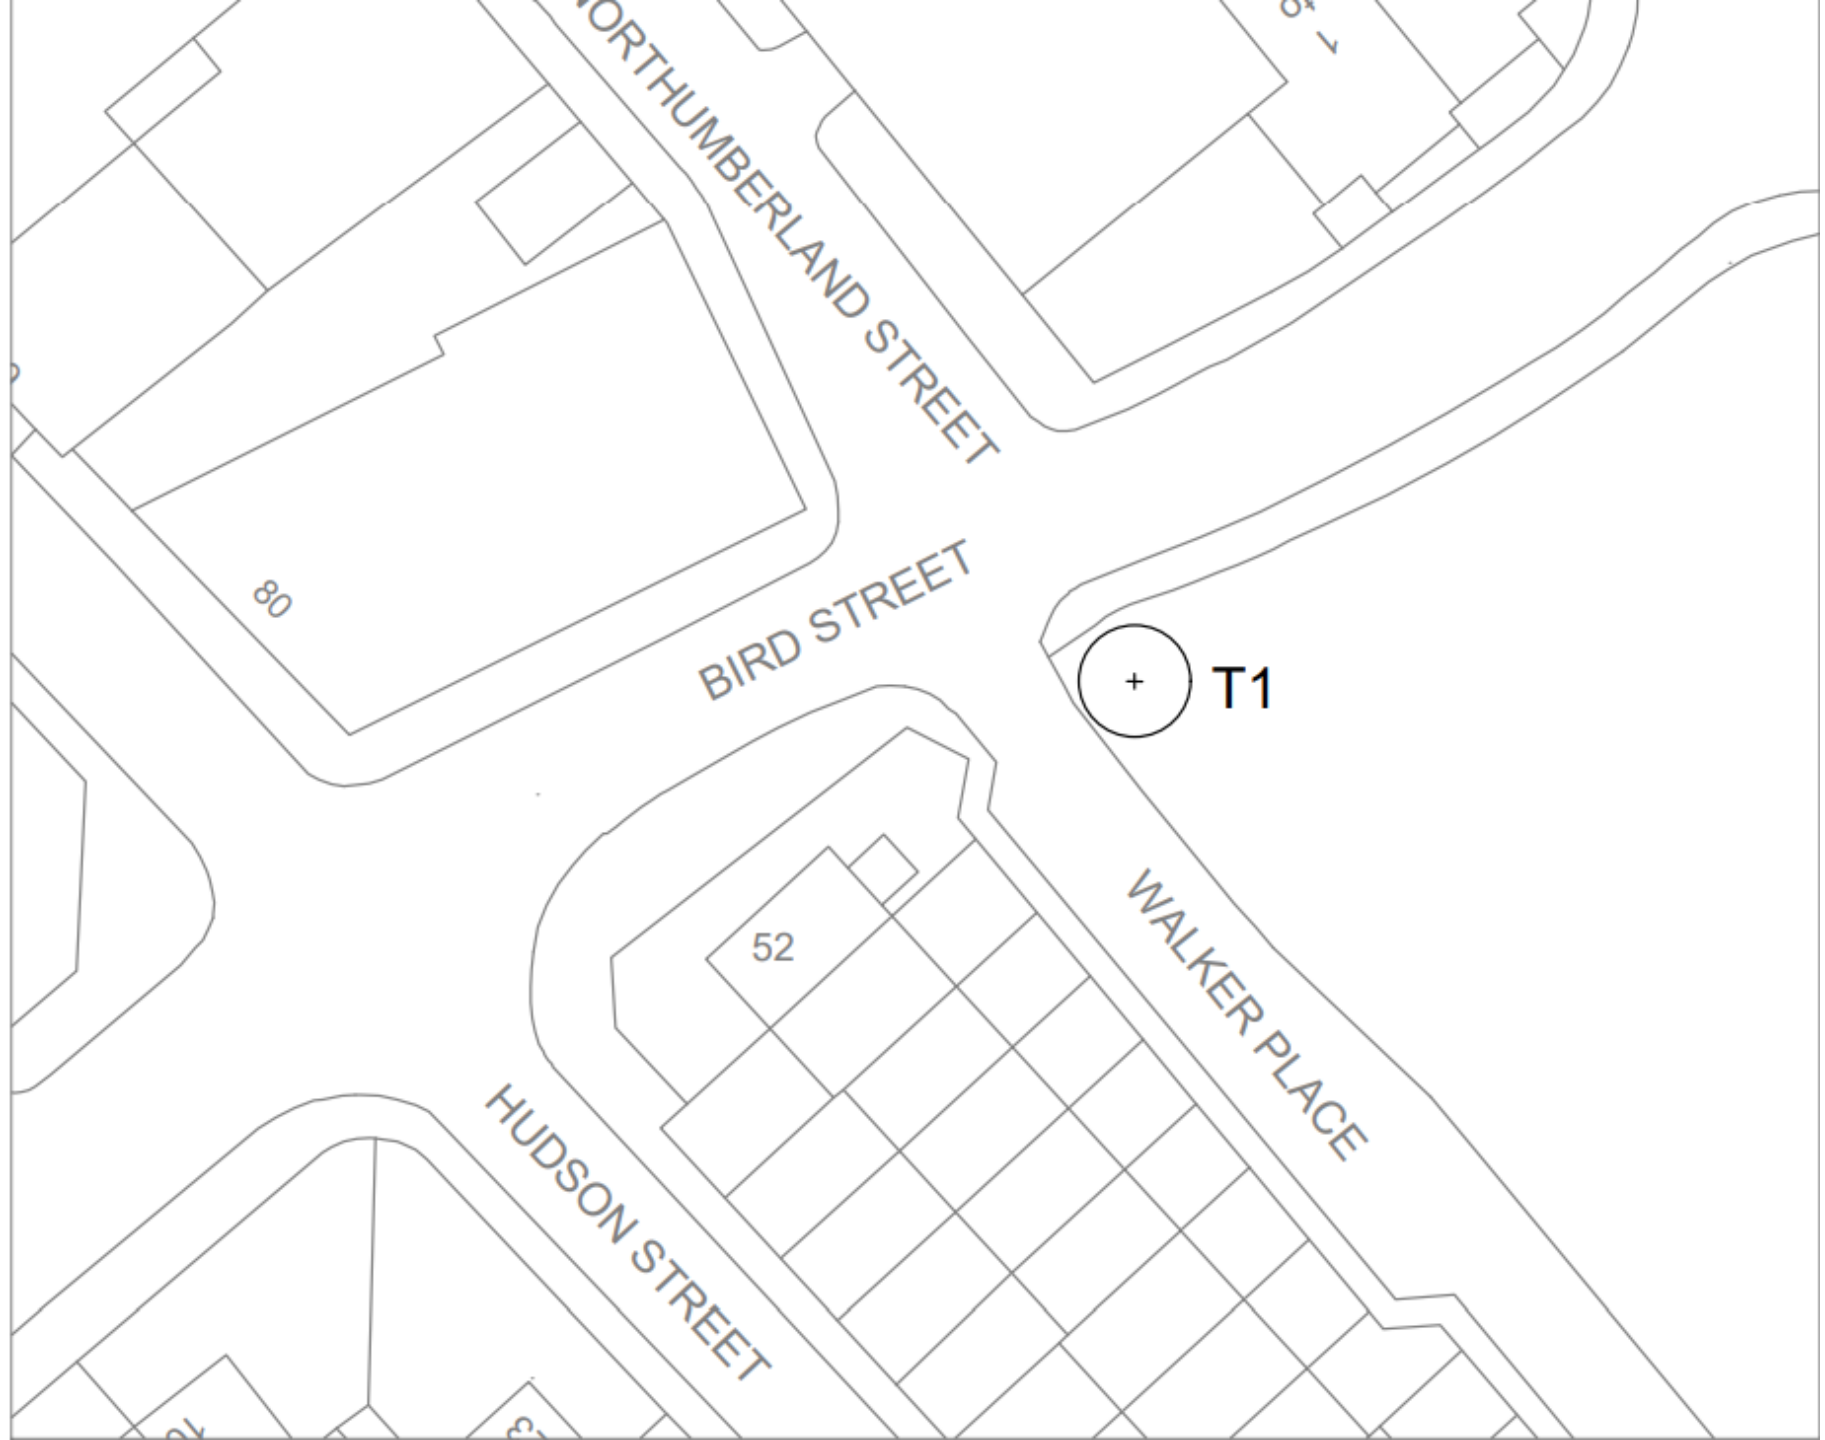 NORTHUMBERLAND STREET
80
BIRD STREET
T1
52
WALKER PLACE
HUDSON STREET